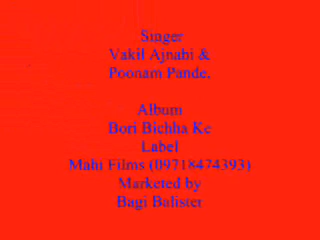 Singer
Vakil Ajnabi &
Poonam Pande.
Album
Bori Bichha Ke
Label
Mahi Films (09718474393)
Marketed by
Bagi Balister